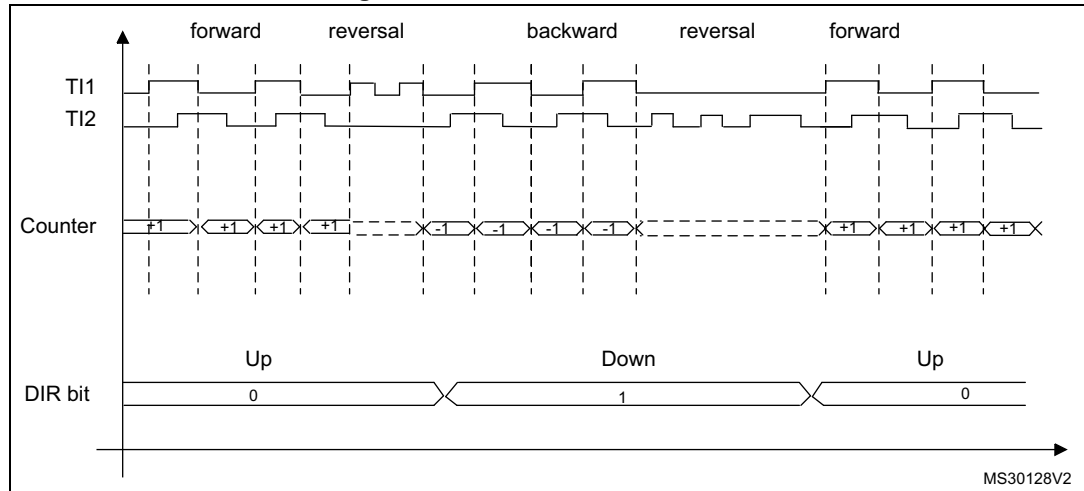 forward reversal backward reversal forward
TI1
TI2
Counter +1 +1 +1 +1 -1 -1 -1 -1 +1 +1 +1 +1
Up Down Up
DIR bit 0 1 0
MS30128V2